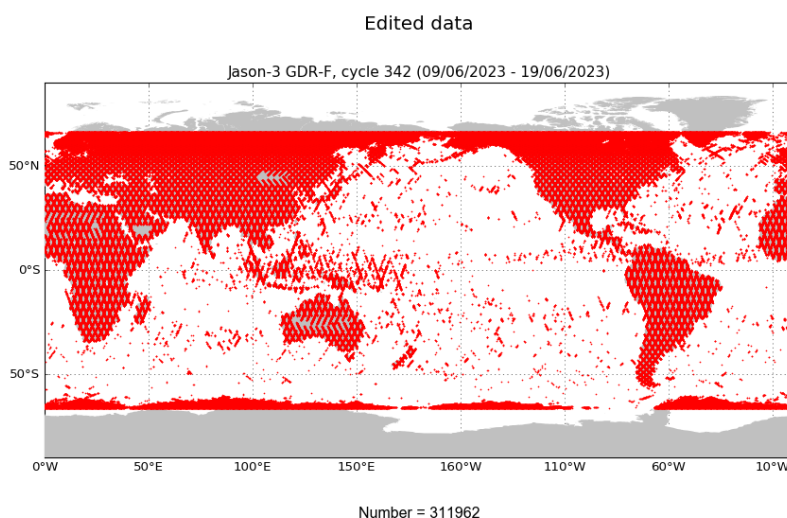 Edited data
Jason-3 GDR-F, cycle 342 (09/06/2023 - 19/06/2023)
50°N
0°S
50°S
0°W 50°E 100°E 150°E 160°W 110°W 60°W 10°W
Number = 311962